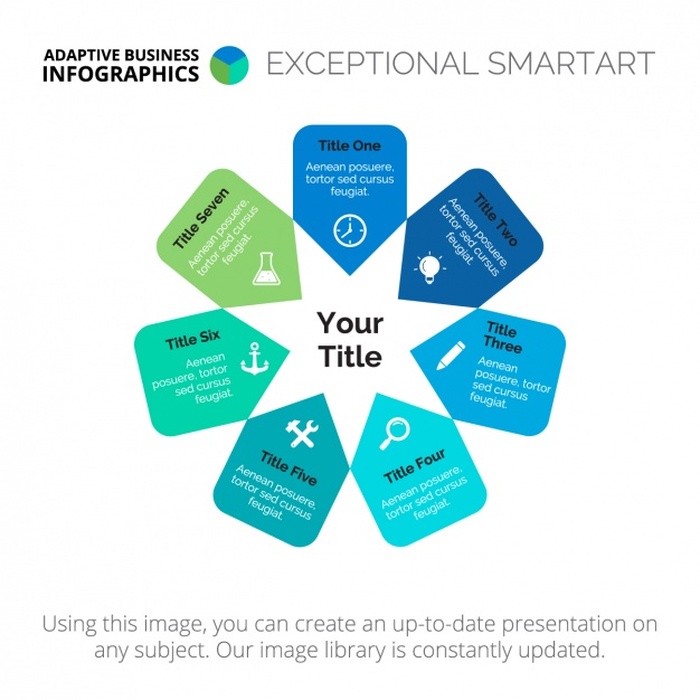 ADAPTIVE BUSINESS
INFOGRAPHICS
EXCEPTIONAL SMARTART
Title One
Aenean posuere,
tortor sed cursus
feugiat.
Title Two
Aenean posuere,
tortor sed cursus
feugiat.
Title
Three
Aenean
posuere, tortor
sed cursus
feugiat.
Title Four
Aenean posuere,
tortor sed cursus
feugiat.
Title Five
Aenean posuere,
tortor sed cursus
feugiat.
Title Six
Aenean
posuere, tortor
sed cursus
feugiat.
Title Seven
Aenean posuere,
tortor sed cursus
feugiat.
Your
Title
Using this image, you can create an up-to-date presentation on
any subject. Our image library is constantly updated.